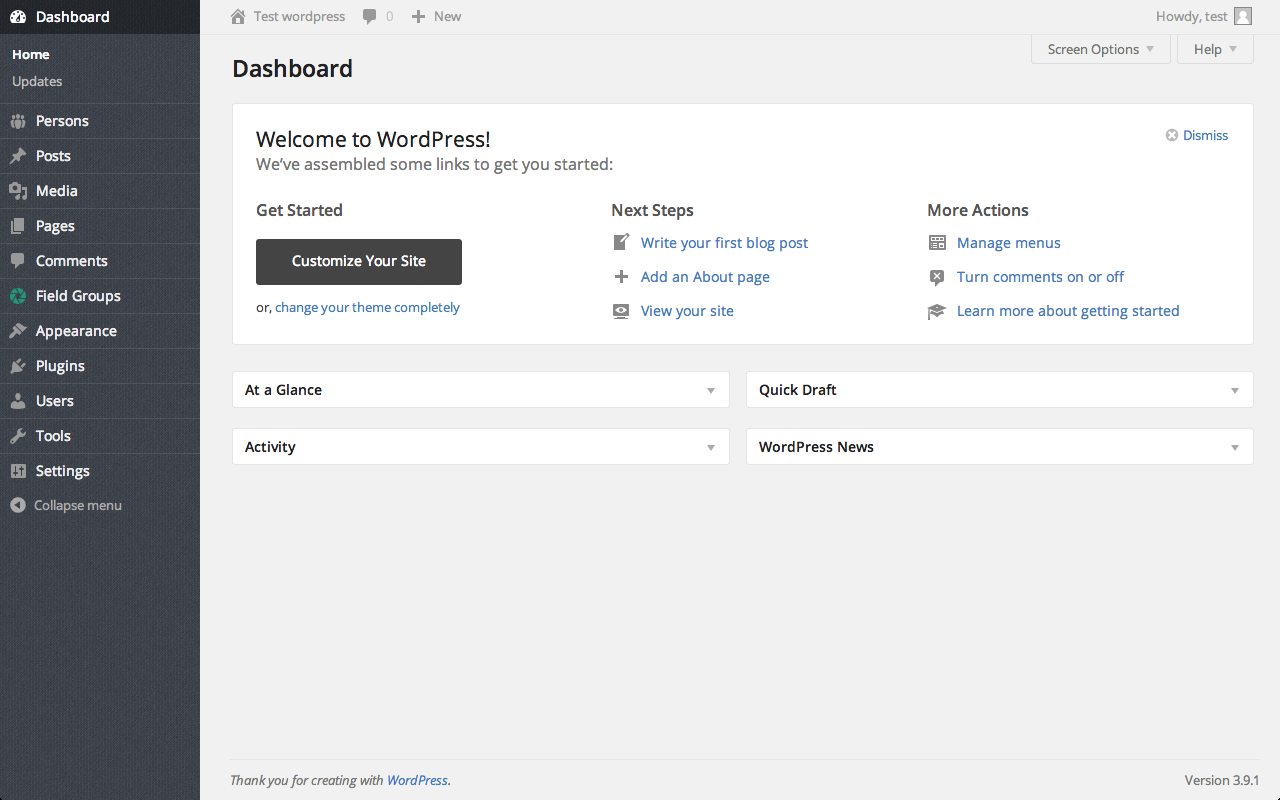 Dashboard
Home
Updates
Persons
Posts
Media
Pages
Comments
Field Groups
Appearance
Plugins
Users
Tools
Settings
Collapse menu
Test wordpress 0 New Howdy, test
Screen Options Help
Dashboard
Welcome to WordPress!
Dismiss
We've assembled some links to get you started:
Get Started
Customize Your Site
or, change your theme completely
Next Steps
Write your first blog post
Add an About page
View your site
More Actions
Manage menus
Turn comments on or off
Learn more about getting started
At a Glance
Quick Draft
Activity
WordPress News
Thank you for creating with WordPress.
Version 3.9.1